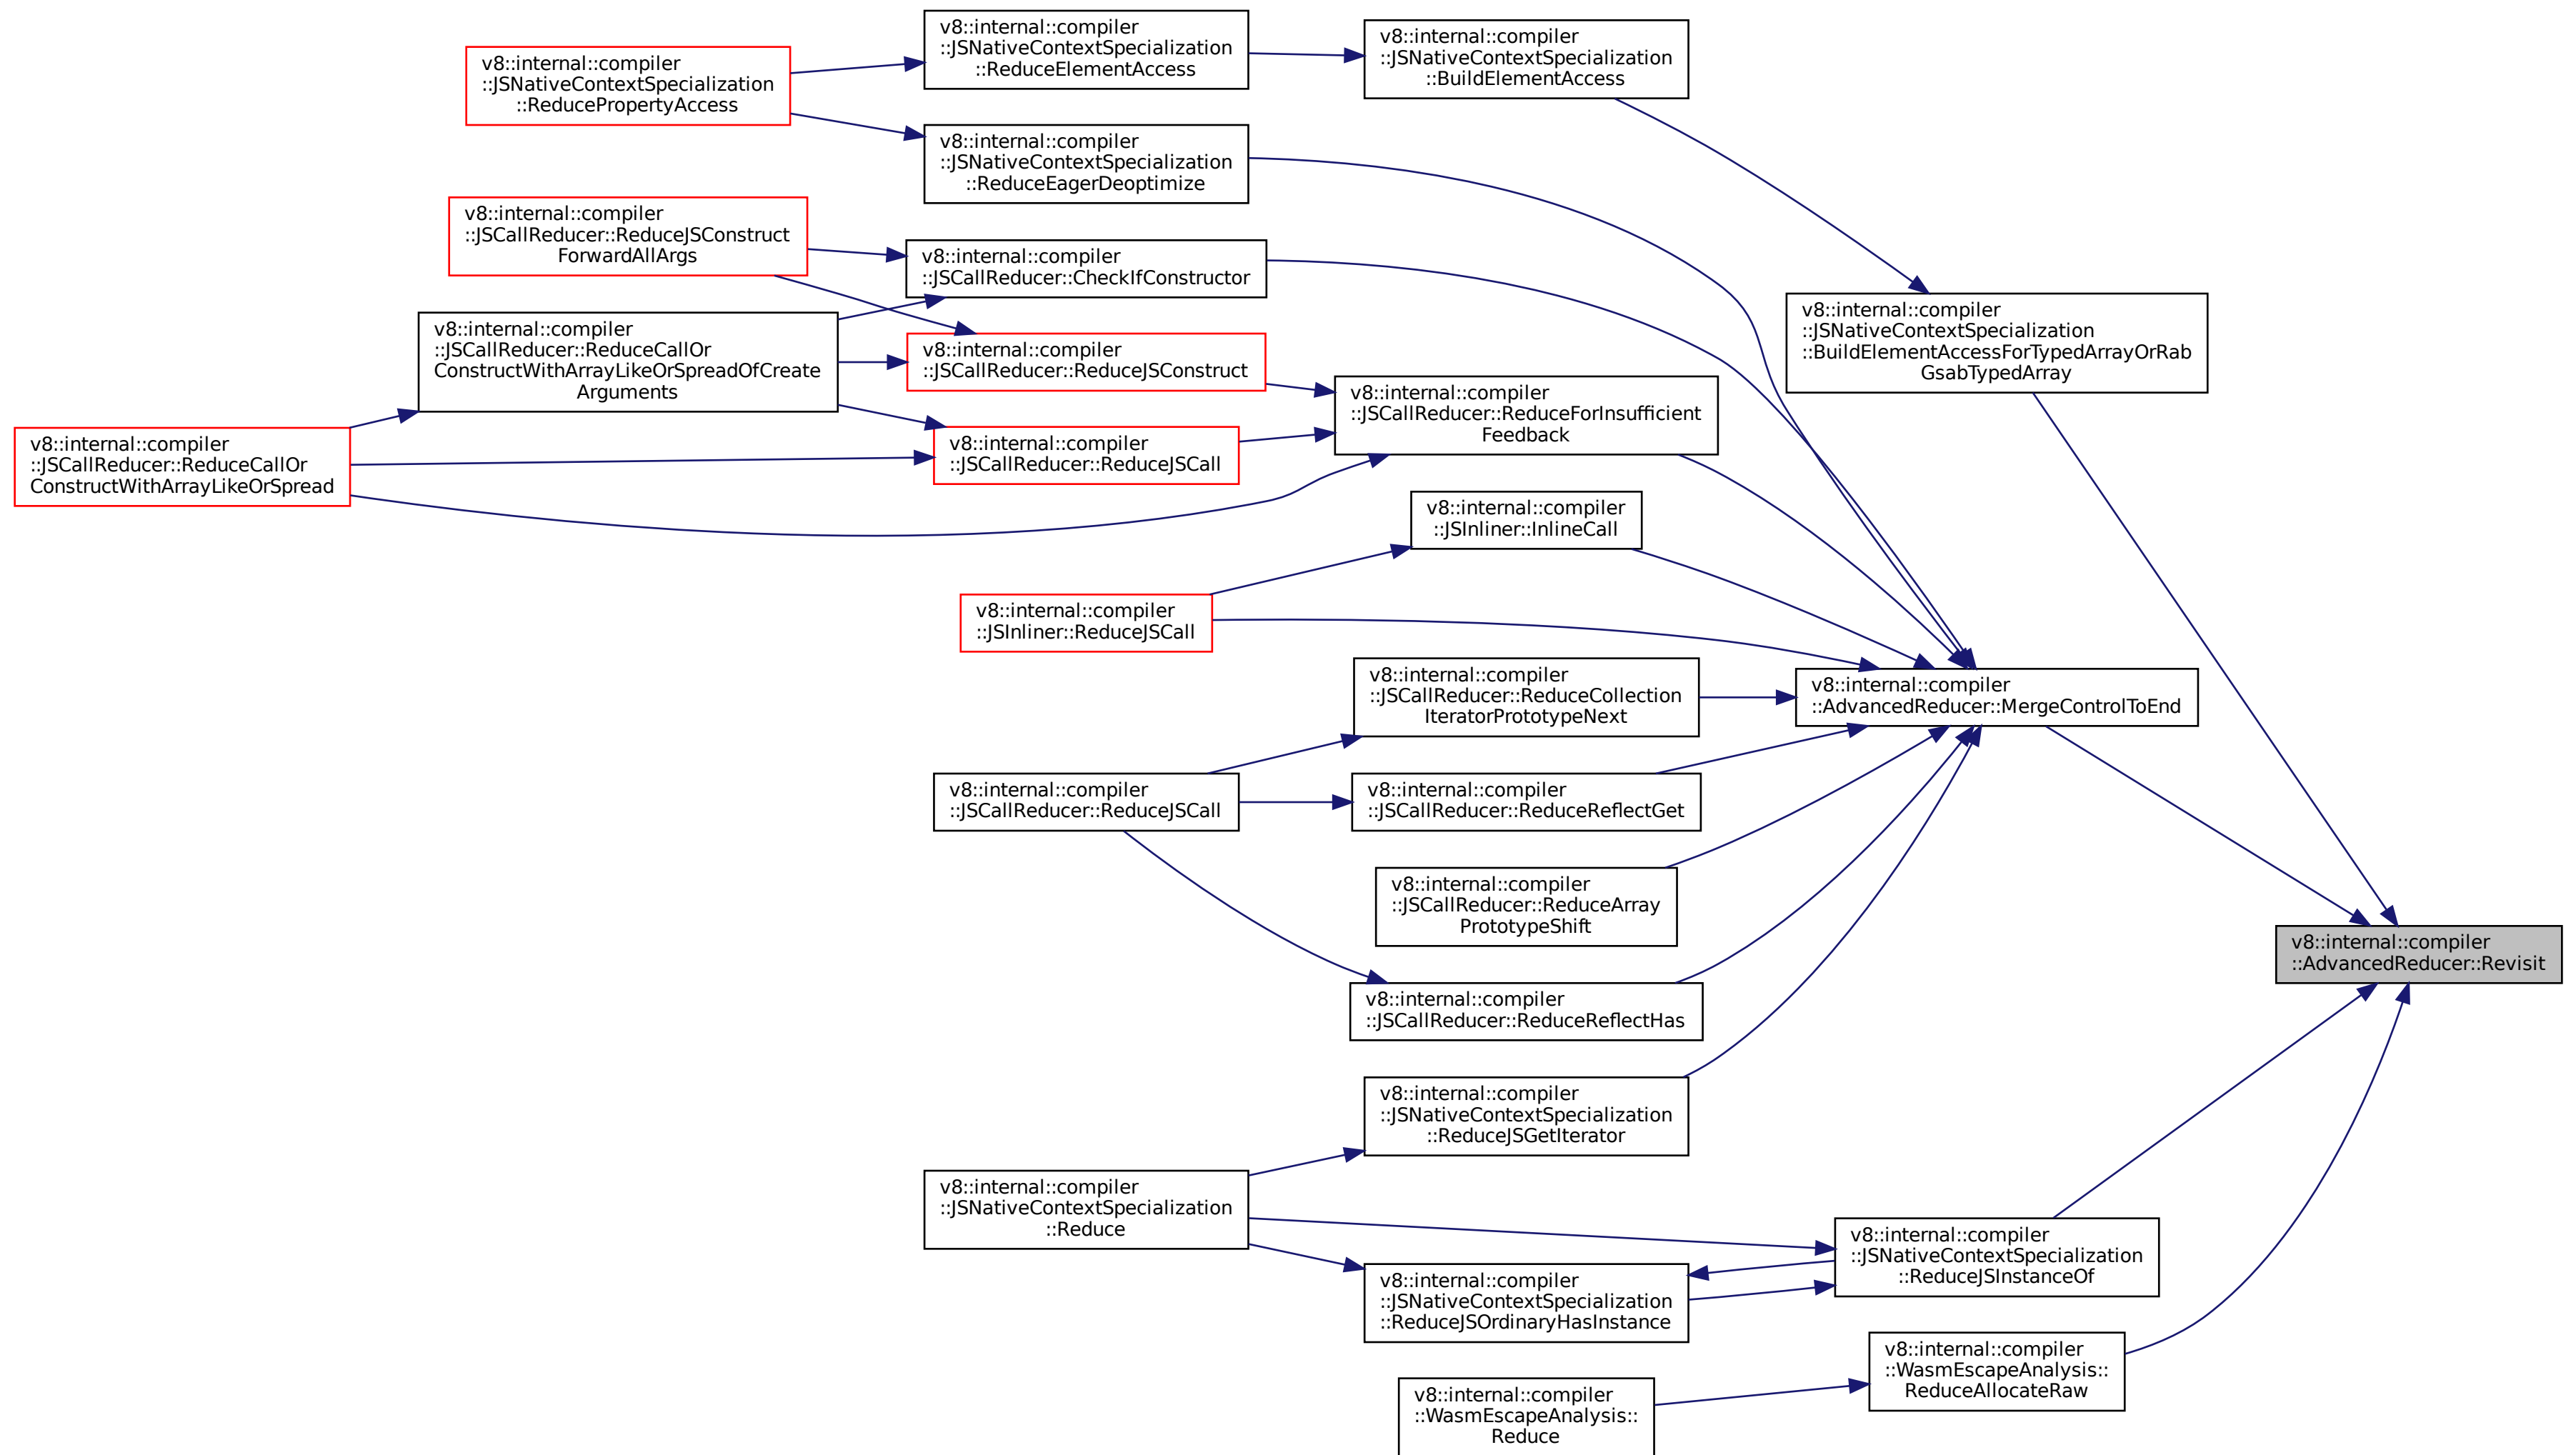 v8::internal::compiler
::JSNativeContextSpecialization
::ReduceElementAccess
v8::internal::compiler
::JSNativeContextSpecialization
::BuildElementAccess
v8::internal::compiler
::JSNativeContextSpecialization
::ReducePropertyAccess
v8::internal::compiler
::JSNativeContextSpecialization
::ReduceEagerDeoptimize
v8::internal::compiler
::JSCallReducer::ReduceJSConstruct
ForwardAllArgs
v8::internal::compiler
::JSCallReducer::CheckIfConstructor
v8::internal::compiler
::JSNativeContextSpecialization
::BuildElementAccessForTypedArrayOrRab
GsabTypedArray
v8::internal::compiler
::JSCallReducer::ReduceCallOr
ConstructWithArrayLikeOrSpreadOfCreate
Arguments
v8::internal::compiler
::JSCallReducer::ReduceJSConstruct
v8::internal::compiler
::JSCallReducer::ReduceForInsufficient
Feedback
v8::internal::compiler
::JSCallReducer::ReduceCallOr
ConstructWithArrayLikeOrSpread
v8::internal::compiler
::JSCallReducer::ReduceJSCall
v8::internal::compiler
::JSInliner::InlineCall
v8::internal::compiler
::JSInliner::ReduceJSCall
v8::internal::compiler
::JSCallReducer::ReduceCollection
IteratorPrototypeNext
v8::internal::compiler
::AdvancedReducer::MergeControlToEnd
v8::internal::compiler
::JSCallReducer::ReduceJSCall
v8::internal::compiler
::JSCallReducer::ReduceReflectGet
v8::internal::compiler
::JSCallReducer::ReduceArray
PrototypeShift
v8::internal::compiler
::AdvancedReducer::Revisit
v8::internal::compiler
::JSCallReducer::ReduceReflectHas
v8::internal::compiler
::JSNativeContextSpecialization
::ReduceJSGetIterator
v8::internal::compiler
::JSNativeContextSpecialization
::Reduce
v8::internal::compiler
::JSNativeContextSpecialization
::ReduceJSInstanceOf
v8::internal::compiler
::JSNativeContextSpecialization
::ReduceJSOrdinaryHasInstance
v8::internal::compiler
::WasmEscapeAnalysis::
ReduceAllocateRaw
v8::internal::compiler
::WasmEscapeAnalysis::
Reduce